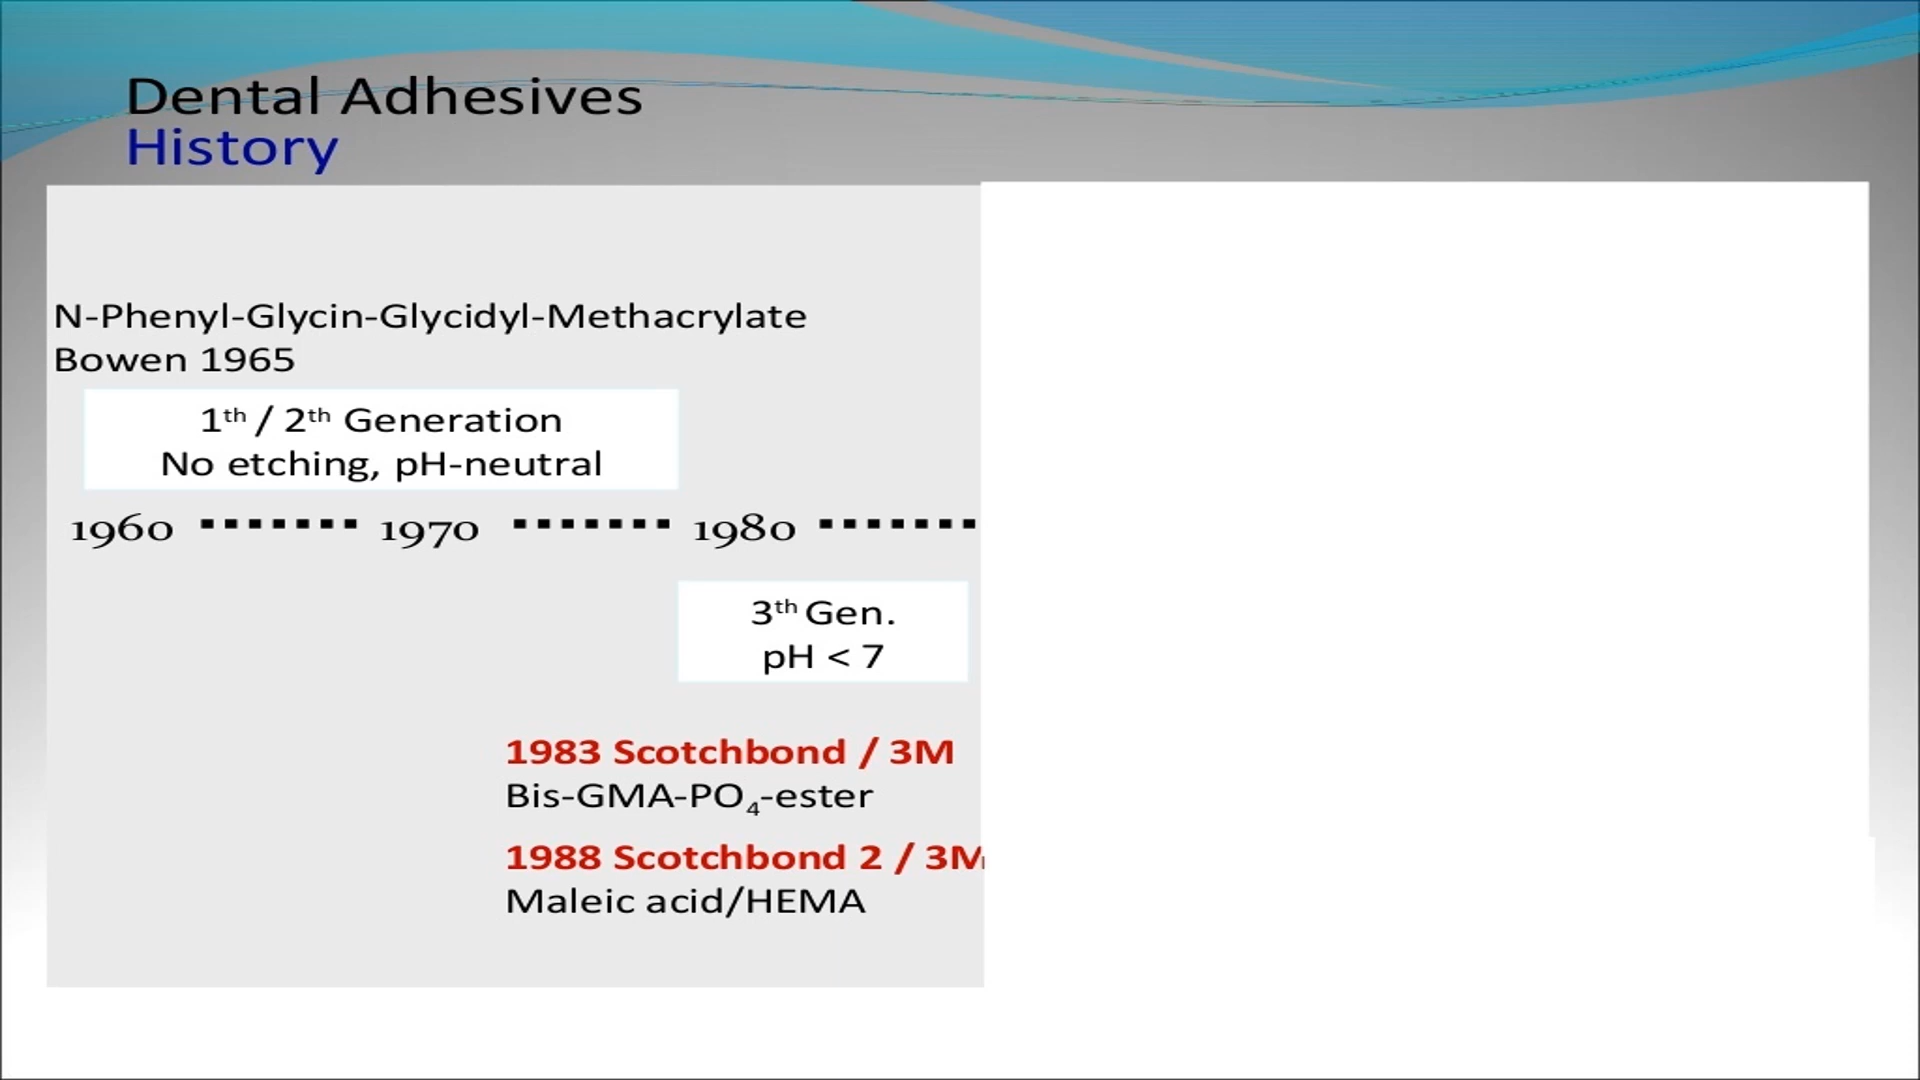 Dental Adhesives
History
N-Phenyl-Glycin-Glycidyl-Methacrylate
Bowen 1965
1th / 2th Generation
No etching, pH-neutral
1960 ······· 1970 ······· 1980 ·······
3th Gen.
pH < 7
1983 Scotchbond / 3M
Bis-GMA-PO4-ester
1988 Scotchbond 2 / 3M
Maleic acid/HEMA